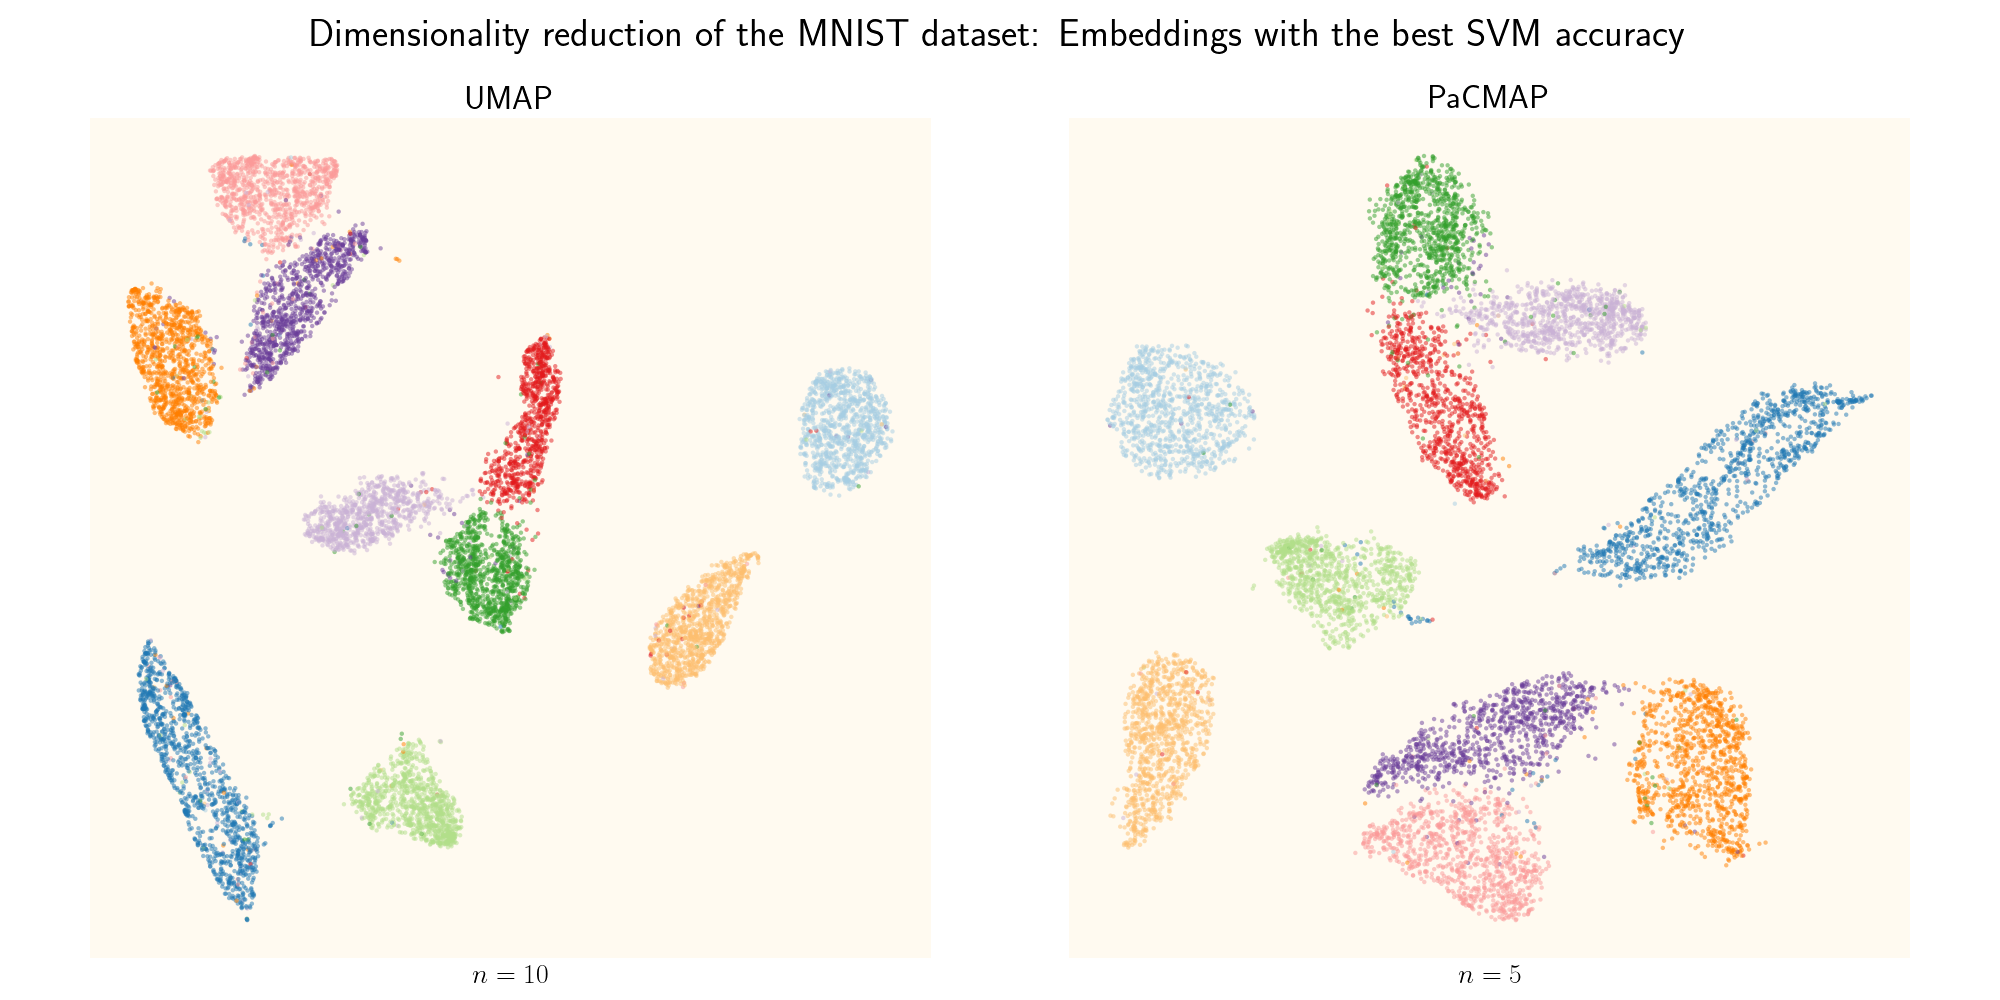 Dimensionality reduction of the MNIST dataset: Embeddings with the best SVM accuracy
UMAP
PaCMAP
n = 10
n = 5